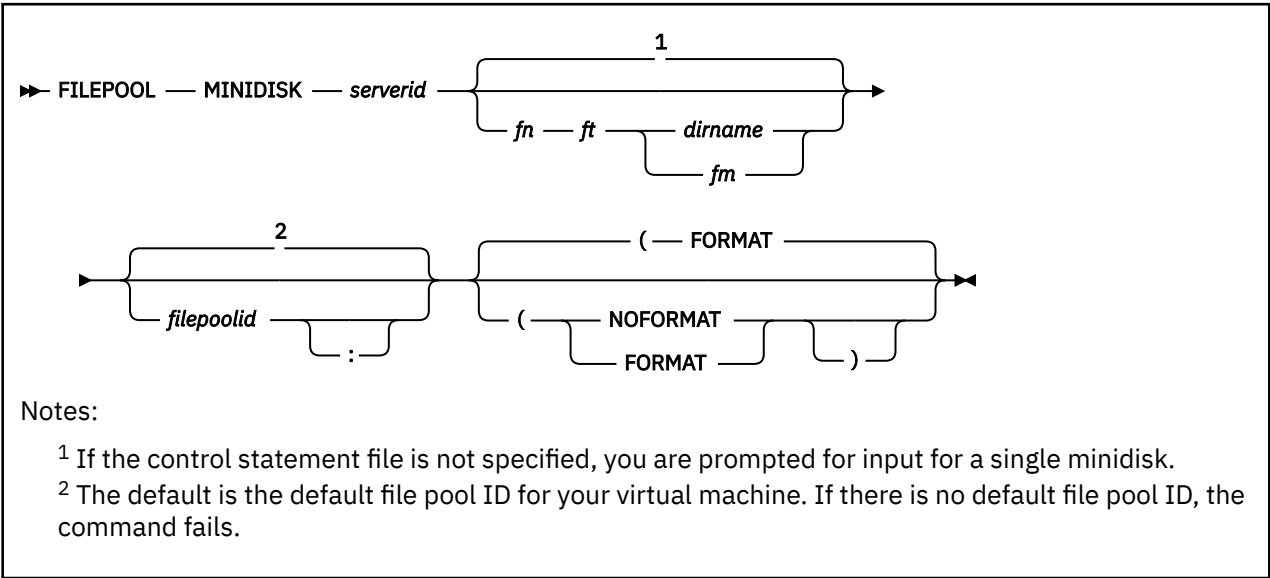 1
FILEPOOL MINIDISK serverid
fn ft dirname
fm
2
( FORMAT
filepoolid ( NOFORMAT
: FORMAT )
Notes:
1 If the control statement file is not specified, you are prompted for input for a single minidisk.
2 The default is the default file pool ID for your virtual machine. If there is no default file pool ID, the
command fails.